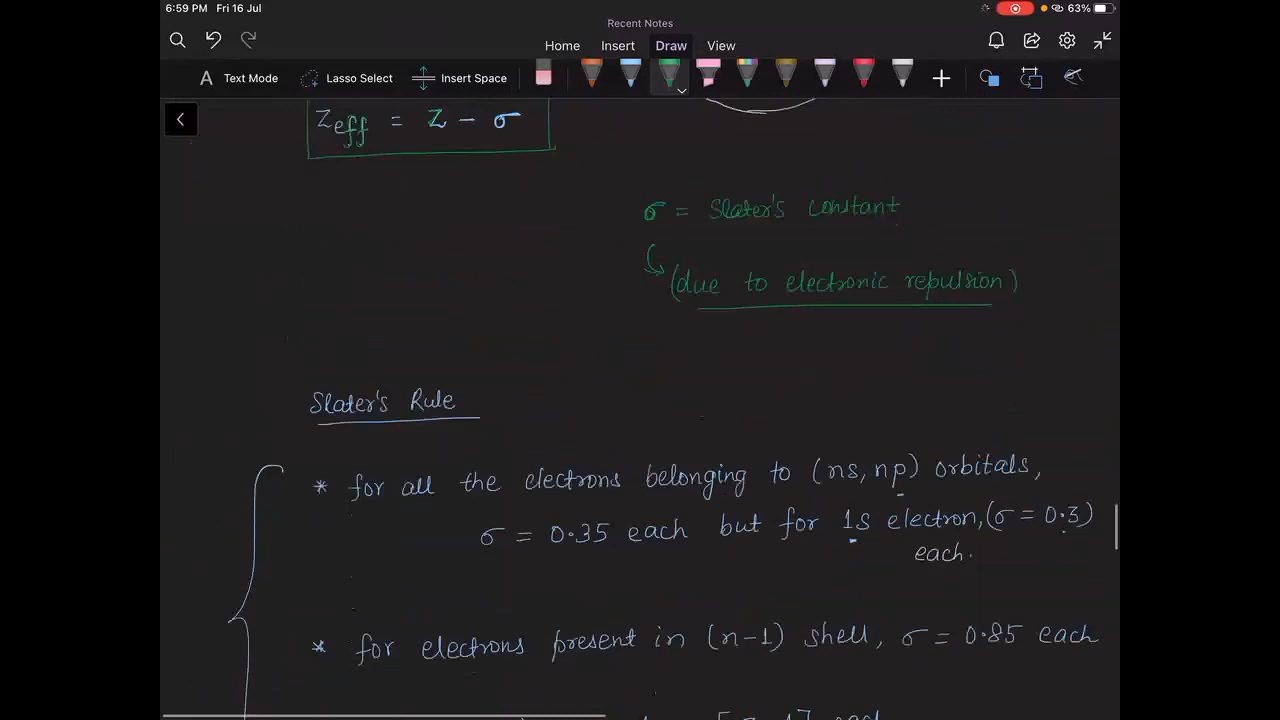 6:59 PM Fri 16 Jul
63%
Recent Notes
Home Insert Draw View
A Text Mode Lasso Select Insert Space
Zeff = Z - σ
σ = Slater's constant
(due to electronic repulsion)
Slater's Rule
* for all the electrons belonging to (ns, np) orbitals,
σ = 0.35 each but for 1s electron, (σ = 0.3)
each.
* for electrons present in (n-1) shell, σ = 0.85 each